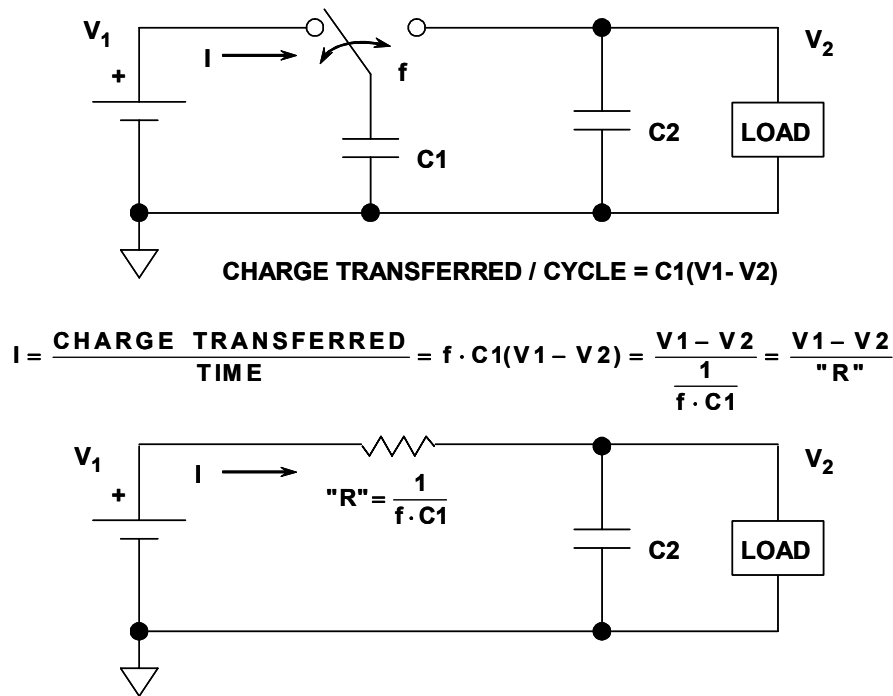 V₁
I
f
V₂
+
C1
C2
LOAD
CHARGE TRANSFERRED / CYCLE = C1(V1- V2)
I = CHARGE TRANSFERRED / TIME = f · C1(V1 − V2) = V1 − V2 / 1 / f · C1 = V1 − V2 / "R"
V₁
I
V₂
+
"R" = 1 / f · C1
C2
LOAD